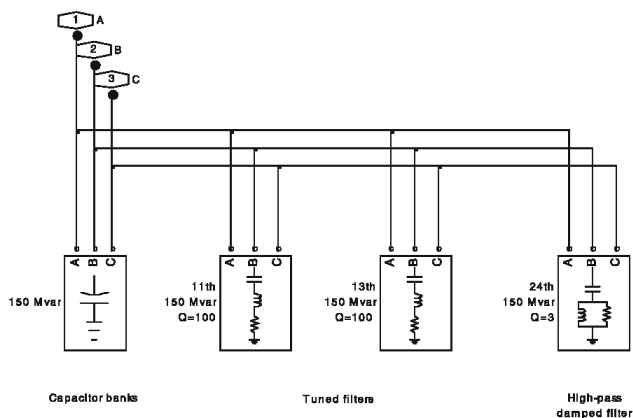 1 A
2 B
3 C
A B C
A B C
A B C
A B C
150 Mvar
11th
150 Mvar
Q=100
13th
150 Mvar
Q=100
24th
150 Mvar
Q=3
Capacitor banks
Tuned filters
High-pass
damped filter